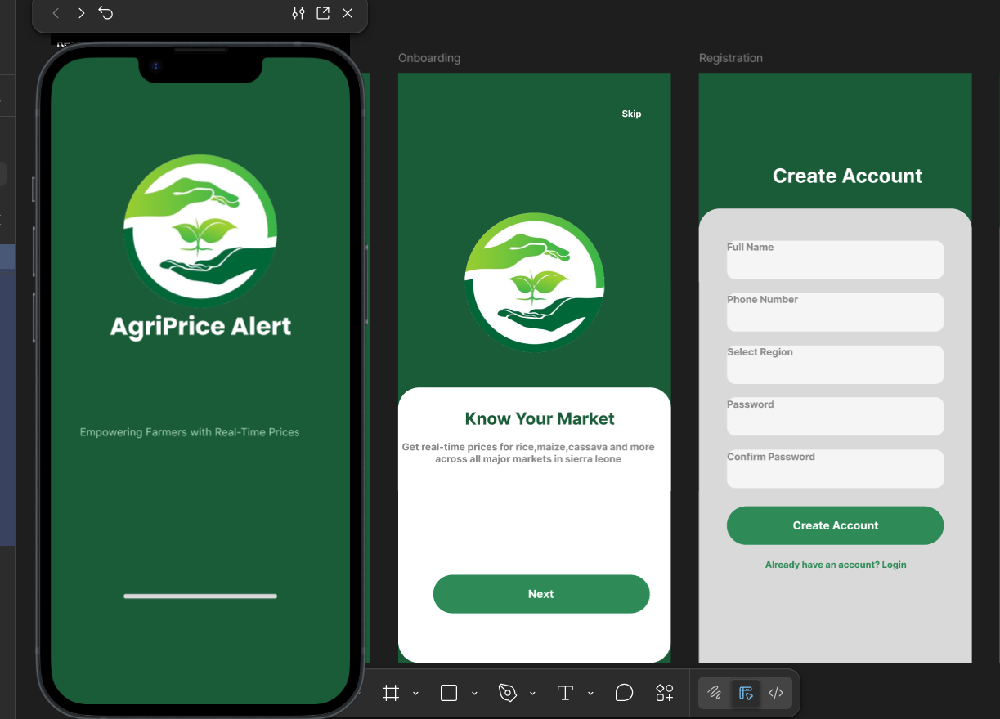 Onboarding
Registration
AgriPrice Alert
Empowering Farmers with Real-Time Prices
Skip
Know Your Market
Get real-time prices for rice,maize,cassava and more
across all major markets in sierra leone
Next
Create Account
Full Name
Phone Number
Select Region
Password
Confirm Password
Create Account
Already have an account? Login